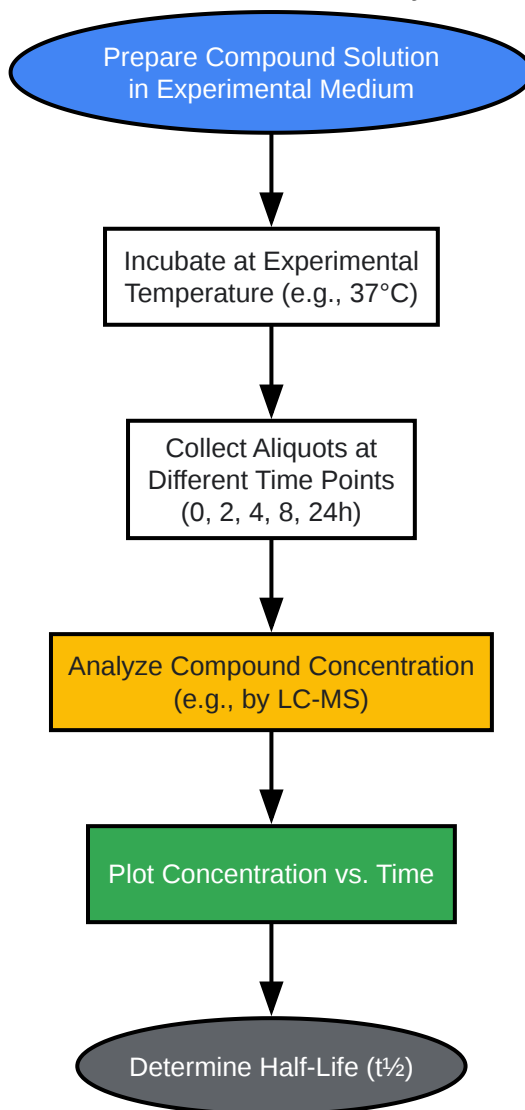 Prepare Compound Solution
in Experimental Medium
Incubate at Experimental
Temperature (e.g., 37°C)
Collect Aliquots at
Different Time Points
(0, 2, 4, 8, 24h)
Analyze Compound Concentration
(e.g., by LC-MS)
Plot Concentration vs. Time
Determine Half-Life (t½)